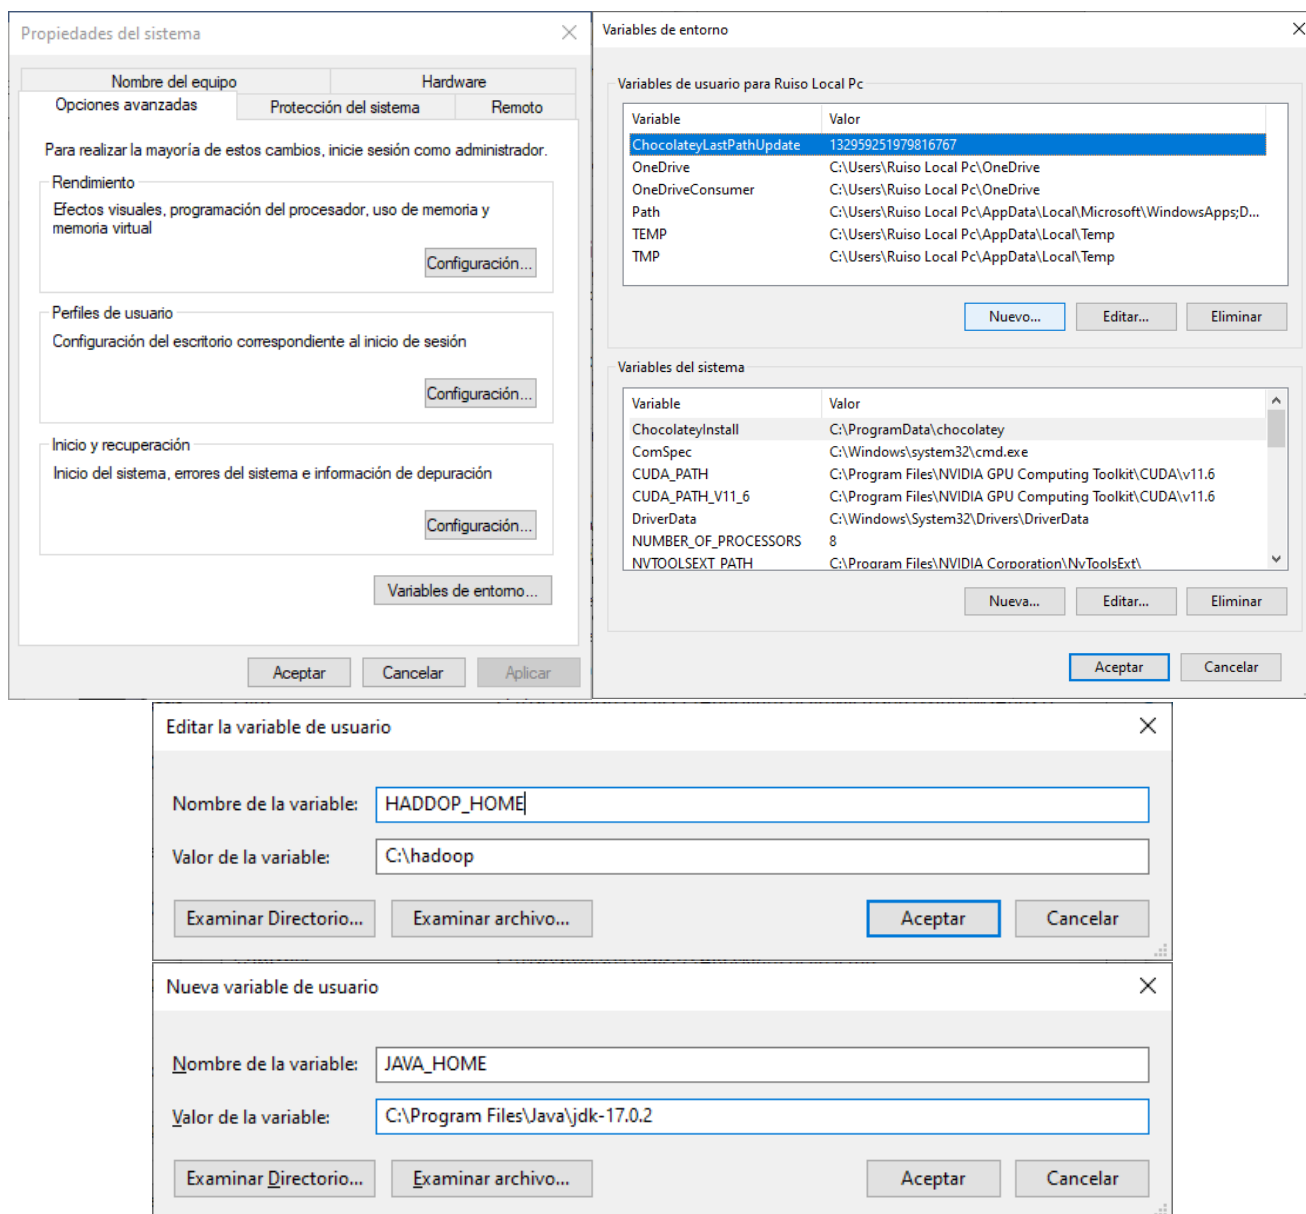 Propiedades del sistema
Nombre del equipo
Hardware
Opciones avanzadas
Protección del sistema
Remoto
Para realizar la mayoría de estos cambios, inicie sesión como administrador.
Rendimiento
Efectos visuales, programación del procesador, uso de memoria y
memoria virtual
Configuración...
Perfiles de usuario
Configuración del escritorio correspondiente al inicio de sesión
Configuración...
Inicio y recuperación
Inicio del sistema, errores del sistema e información de depuración
Configuración...
Variables de entorno...
Aceptar Cancelar Aplicar
Variables de entorno
Variables de usuario para Ruiso Local Pc
Variable Valor
ChocolateyLastPathUpdate 132959251979816767
OneDrive C:\Users\Ruiso Local Pc\OneDrive
OneDriveConsumer C:\Users\Ruiso Local Pc\OneDrive
Path C:\Users\Ruiso Local Pc\AppData\Local\Microsoft\WindowsApps;D...
TEMP C:\Users\Ruiso Local Pc\AppData\Local\Temp
TMP C:\Users\Ruiso Local Pc\AppData\Local\Temp
Nuevo... Editar... Eliminar
Variables del sistema
Variable Valor
ChocolateyInstall C:\ProgramData\chocolatey
ComSpec C:\Windows\system32\cmd.exe
CUDA_PATH C:\Program Files\NVIDIA GPU Computing Toolkit\CUDA\v11.6
CUDA_PATH_V11_6 C:\Program Files\NVIDIA GPU Computing Toolkit\CUDA\v11.6
DriverData C:\Windows\System32\Drivers\DriverData
NUMBER_OF_PROCESSORS 8
NVTOOLSEXT_PATH C:\Program Files\NVIDIA Corporation\NvToolsExt\
Nueva... Editar... Eliminar
Aceptar Cancelar
Editar la variable de usuario
Nombre de la variable: HADDOP_HOME
Valor de la variable: C:\hadoop
Examinar Directorio... Examinar archivo... Aceptar Cancelar
Nueva variable de usuario
Nombre de la variable: JAVA_HOME
Valor de la variable: C:\Program Files\Java\jdk-17.0.2
Examinar Directorio... Examinar archivo... Aceptar Cancelar